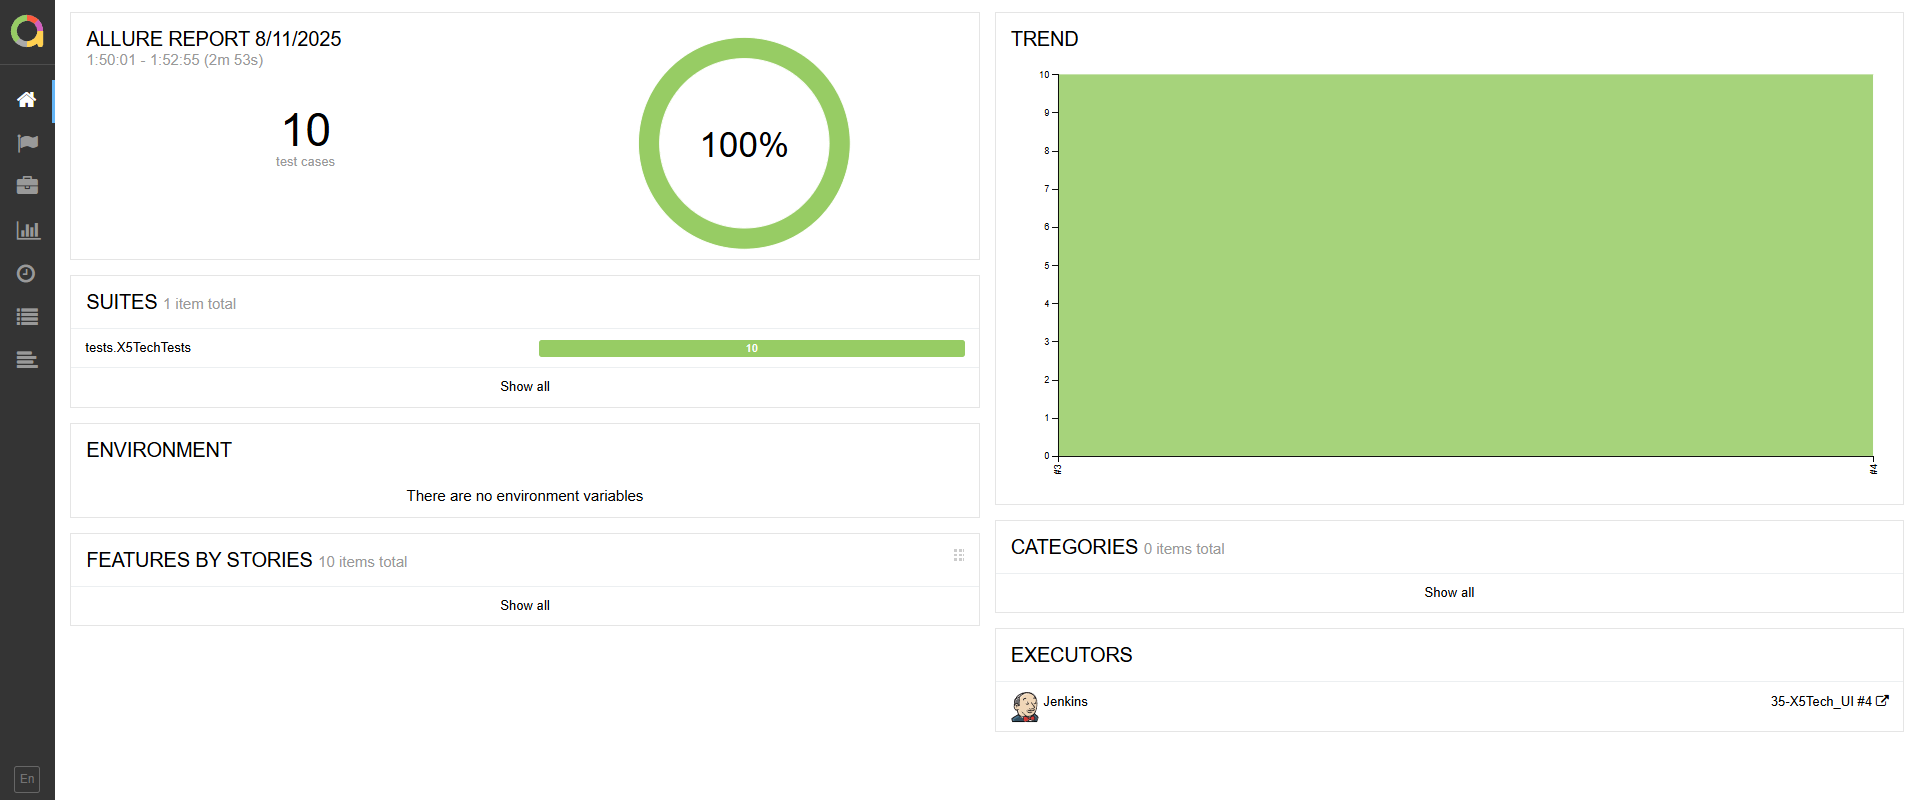 ALLURE REPORT 8/11/2025
1:50:01 - 1:52:55 (2m 53s)
10
test cases
100%
SUITES 1 item total
tests.X5TechTests
10
Show all
ENVIRONMENT
There are no environment variables
FEATURES BY STORIES 10 items total
Show all
TREND
10
9
8
7
6
5
4
3
2
1
0
#3
#4
CATEGORIES 0 items total
Show all
EXECUTORS
Jenkins
35-X5Tech_UI #4
En